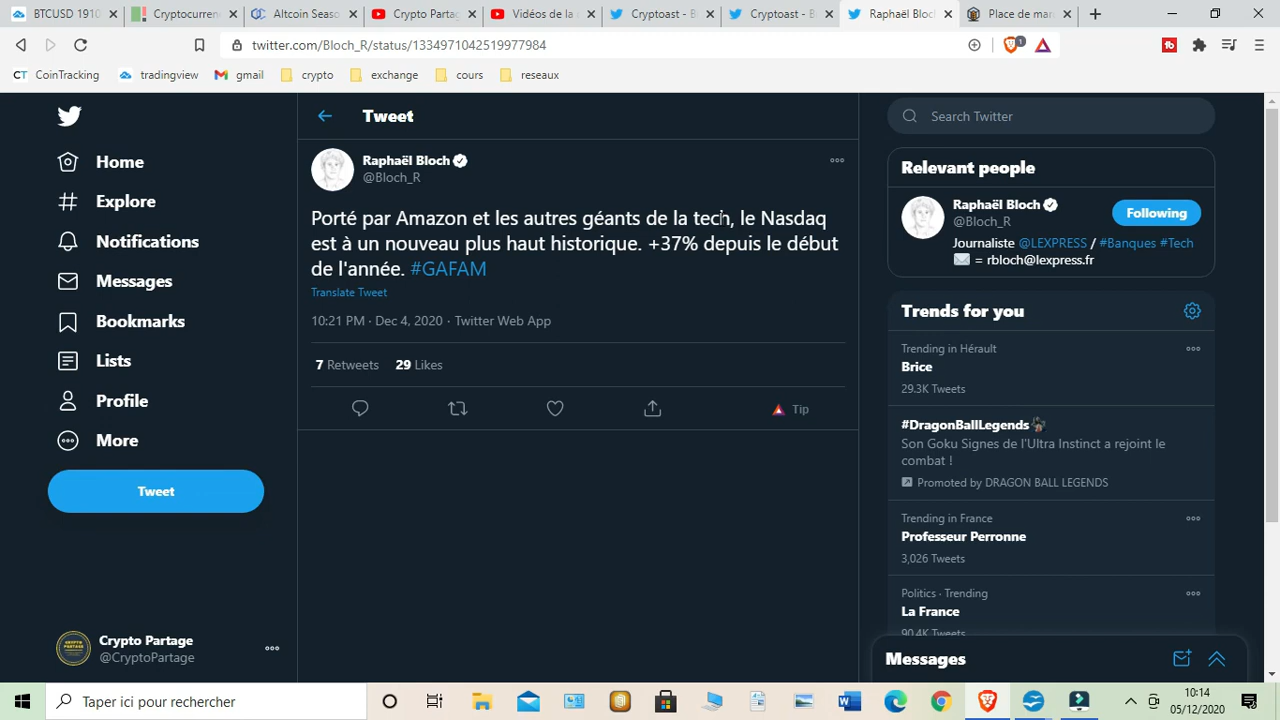 BTCUSD 1910
Cryptocurren
Altcoin Seaso
Crypto Partag
Vidéos de la
Cryptoast - B
Cryptoast - B
Raphaël Bloch
Place de mar
twitter.com/Bloch_R/status/1334971042519977984
1
CT CoinTracking
tradingview
gmail
crypto
exchange
cours
reseaux
Home
Explore
Notifications
Messages
Bookmarks
Lists
Profile
More
Tweet
Crypto Partage
@CryptoPartage
Tweet
Raphaël Bloch
@Bloch_R
Porté par Amazon et les autres géants de la tech, le Nasdaq
est à un nouveau plus haut historique. +37% depuis le début
de l'année. #GAFAM
Translate Tweet
10:21 PM · Dec 4, 2020 · Twitter Web App
7 Retweets 29 Likes
Tip
Search Twitter
Relevant people
Raphaël Bloch
@Bloch_R
Following
Journaliste @LEXPRESS / #Banques #Tech
= rbloch@lexpress.fr
Trends for you
Trending in Hérault
Brice
29.3K Tweets
#DragonBallLegends
Son Goku Signes de l'Ultra Instinct a rejoint le
combat !
Promoted by DRAGON BALL LEGENDS
Trending in France
Professeur Perronne
3,026 Tweets
Politics · Trending
La France
90.4K Tweets
Messages
Taper ici pour rechercher
10:14
05/12/2020